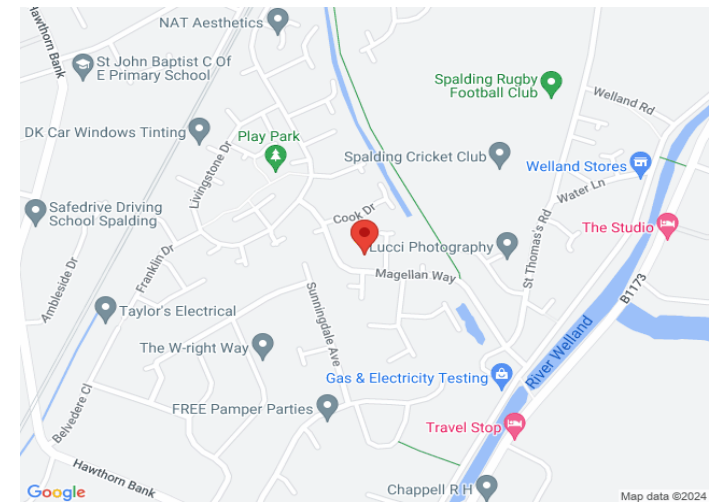 Hawthorn Bank
NAT Aesthetics
St John Baptist C Of
E Primary School
Spalding Rugby
Football Club
Welland Rd
DK Car Windows Tinting
Play Park
Livingstone Dr
Spalding Cricket Club
Welland Stores
Water Ln
Safedrive Driving
School Spalding
Cook Dr
The Studio
Lucci Photography
St Thomas's Rd
Franklin Dr
Ambleside Dr
Magellan Way
B1173
Taylor's Electrical
Sunningdale Ave
The W-right Way
River Welland
Gas & Electricity Testing
Belvedere Cl
FREE Pamper Parties
Travel Stop
Hawthorn Bank
Chappell R H
Google
Map data ©2024